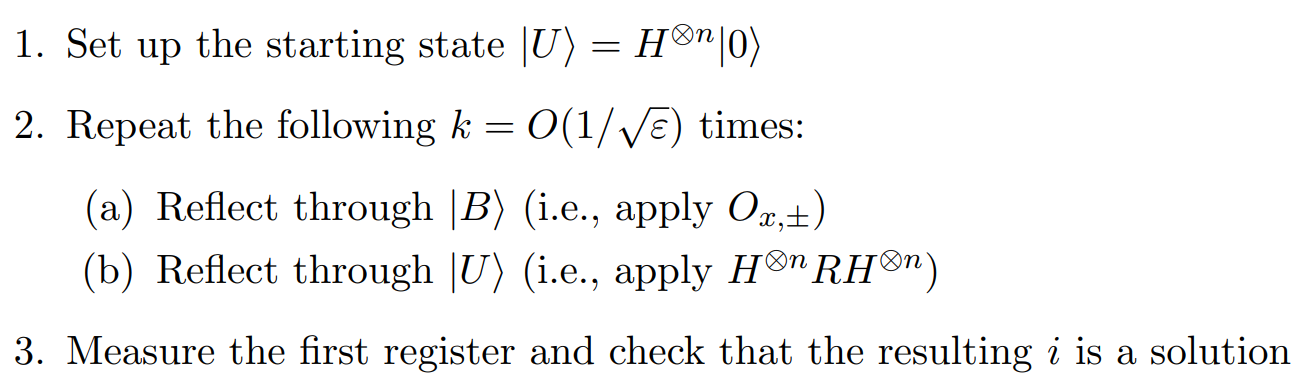 1. Set up the starting state |U⟩ = H^{⊗n}|0⟩
2. Repeat the following k = O(1/√ε) times:
(a) Reflect through |B⟩ (i.e., apply O_{x,±})
(b) Reflect through |U⟩ (i.e., apply H^{⊗n}RH^{⊗n})
3. Measure the first register and check that the resulting i is a solution